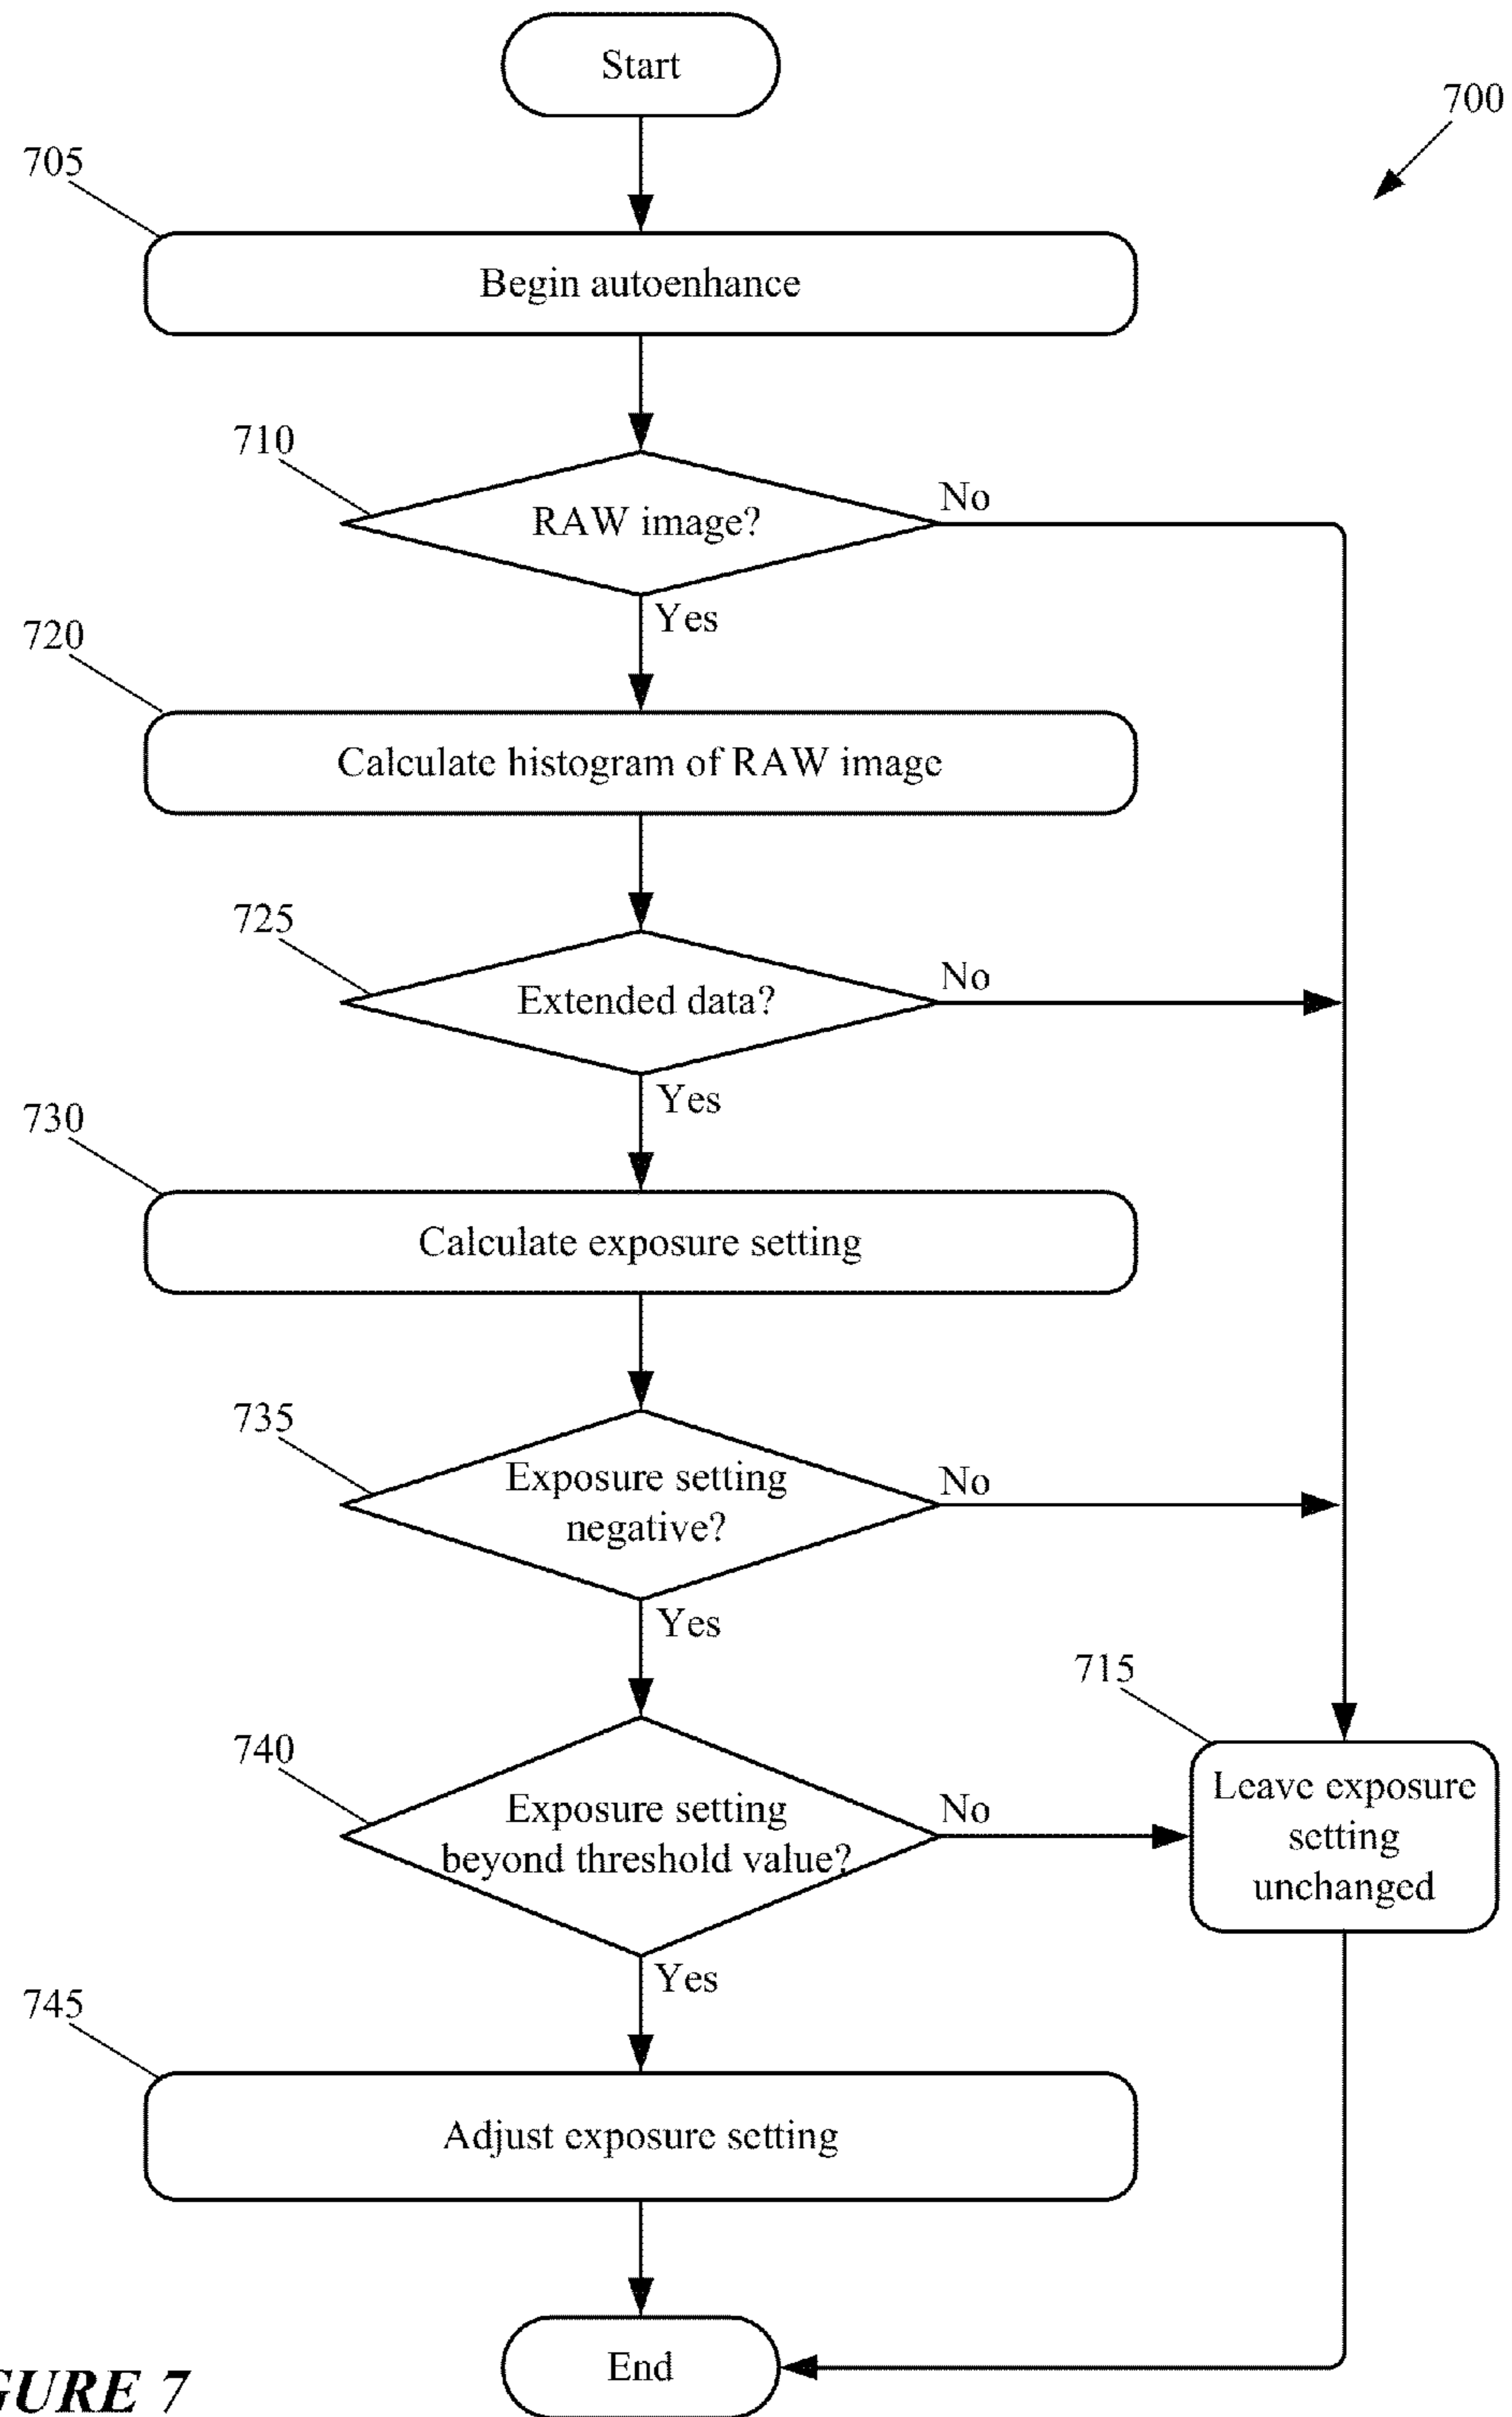 Start
700
705
Begin autoenhance
710
RAW image?
No
Yes
720
Calculate histogram of RAW image
725
Extended data?
No
Yes
730
Calculate exposure setting
735
Exposure setting
negative?
No
Yes
715
Leave exposure
setting
unchanged
740
Exposure setting
beyond threshold value?
No
Yes
745
Adjust exposure setting
End
GURE 7